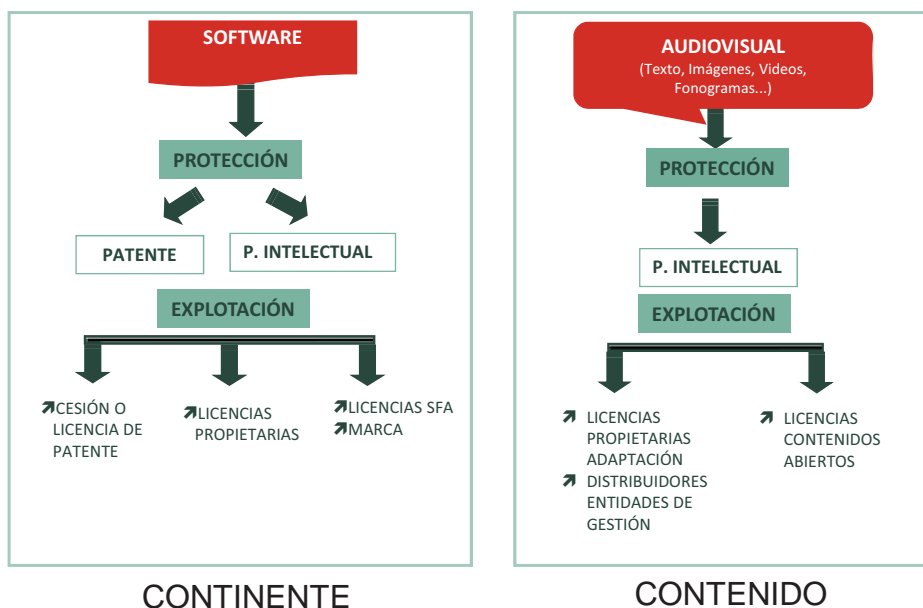 SOFTWARE
PROTECCIÓN
PATENTE
P. INTELECTUAL
EXPLOTACIÓN
CESIÓN O
LICENCIA DE
PATENTE
LICENCIAS
PROPIETARIAS
LICENCIAS SFA
MARCA
CONTINENTE
AUDIOVISUAL
(Texto, Imágenes, Videos,
Fonogramas...)
PROTECCIÓN
P. INTELECTUAL
EXPLOTACIÓN
LICENCIAS
PROPIETARIAS
ADAPTACIÓN
DISTRIBUIDORES
ENTIDADES DE
GESTIÓN
LICENCIAS
CONTENIDOS
ABIERTOS
CONTENIDO